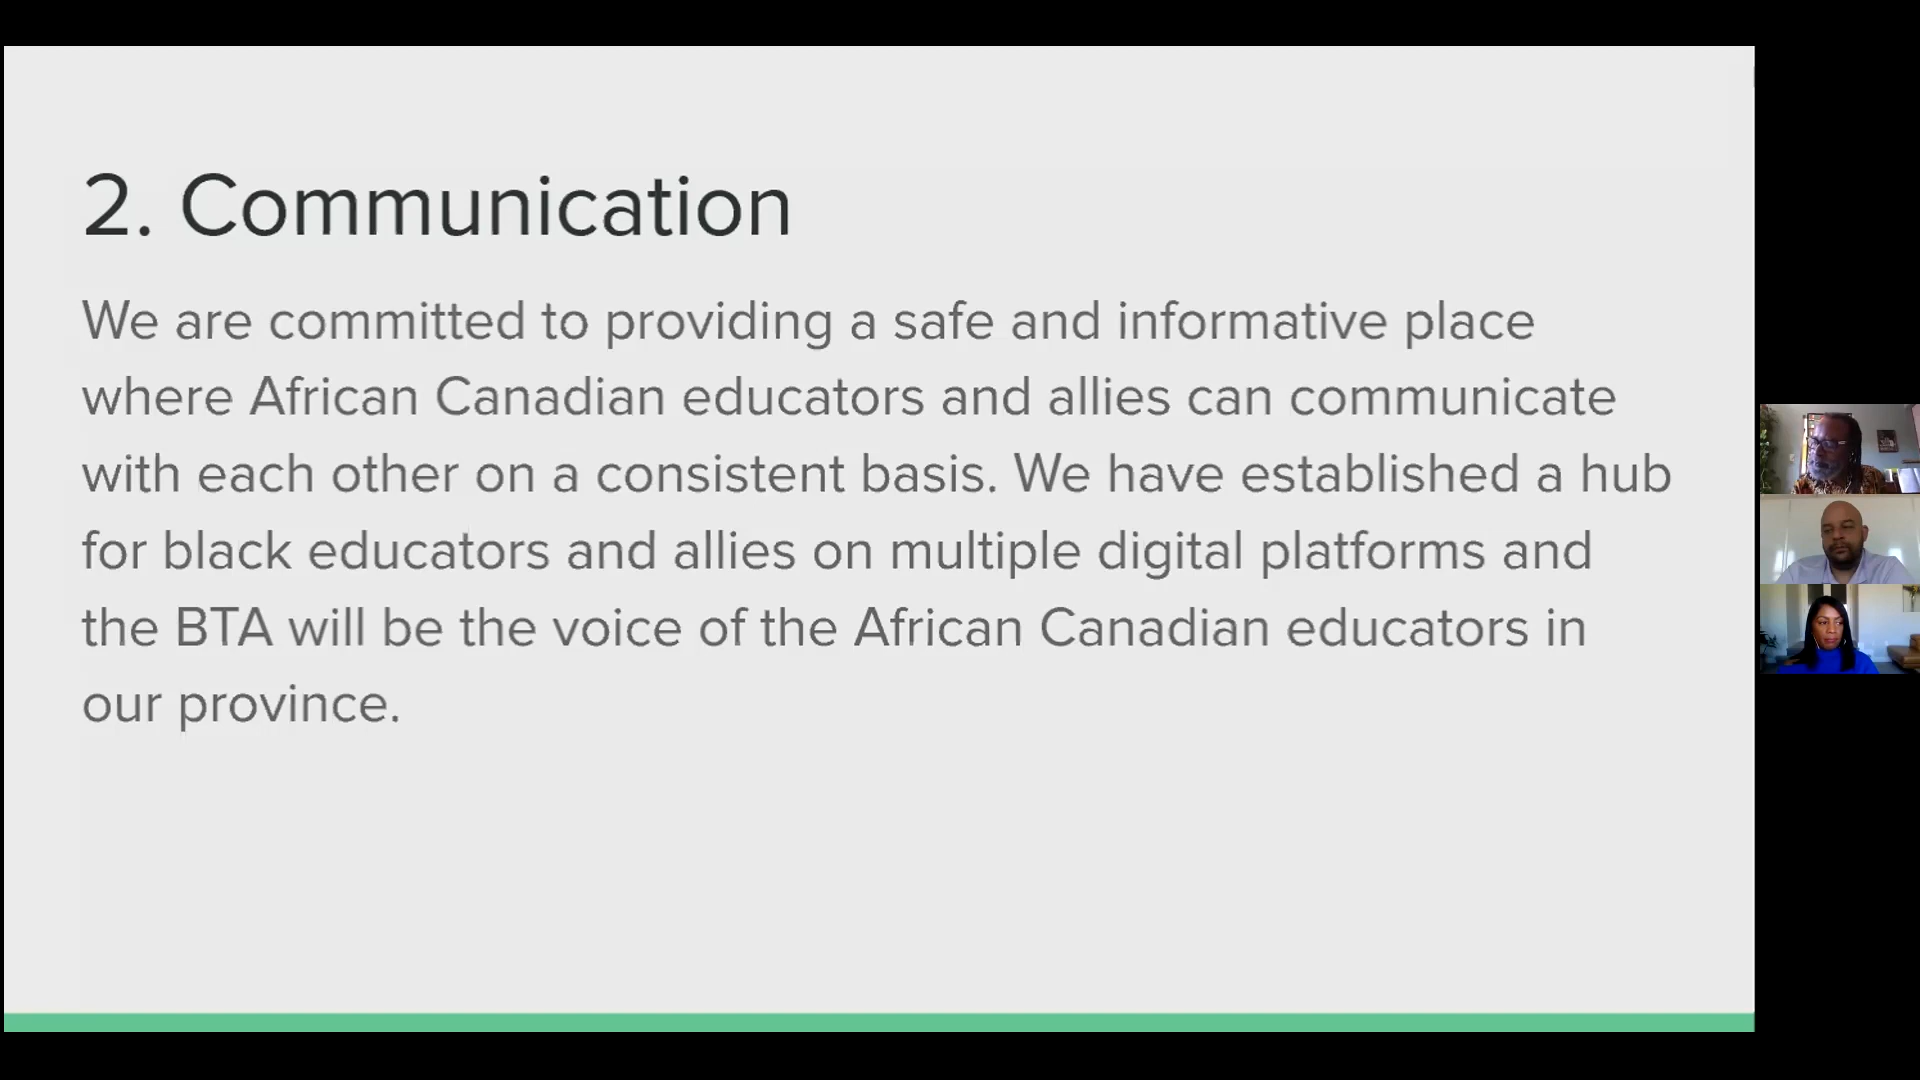 2. Communication
We are committed to providing a safe and informative place
where African Canadian educators and allies can communicate
with each other on a consistent basis. We have established a hub
for black educators and allies on multiple digital platforms and
the BTA will be the voice of the African Canadian educators in
our province.